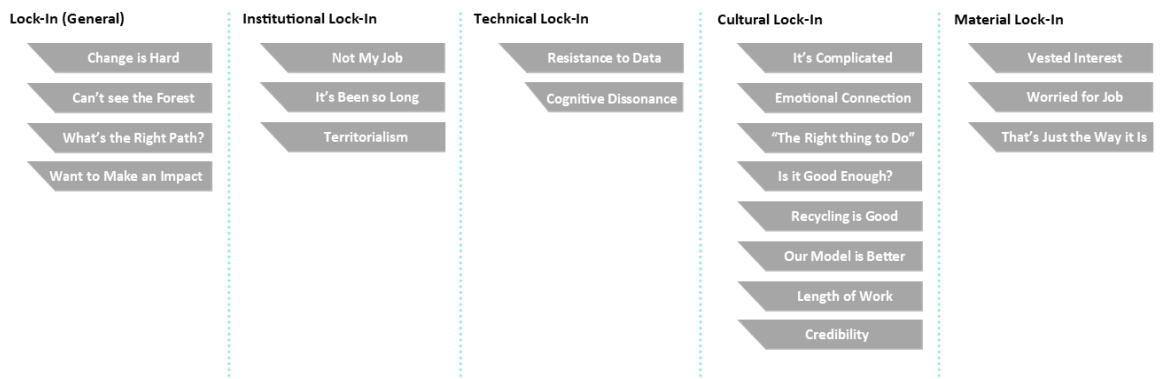 Lock-In (General)
Change is Hard
Can't see the Forest
What's the Right Path?
Want to Make an Impact
Institutional Lock-In
Not My Job
It's Been so Long
Territorialism
Technical Lock-In
Resistance to Data
Cognitive Dissonance
Cultural Lock-In
It's Complicated
Emotional Connection
“The Right thing to Do”
Is it Good Enough?
Recycling is Good
Our Model is Better
Length of Work
Credibility
Material Lock-In
Vested Interest
Worried for Job
That's Just the Way it Is